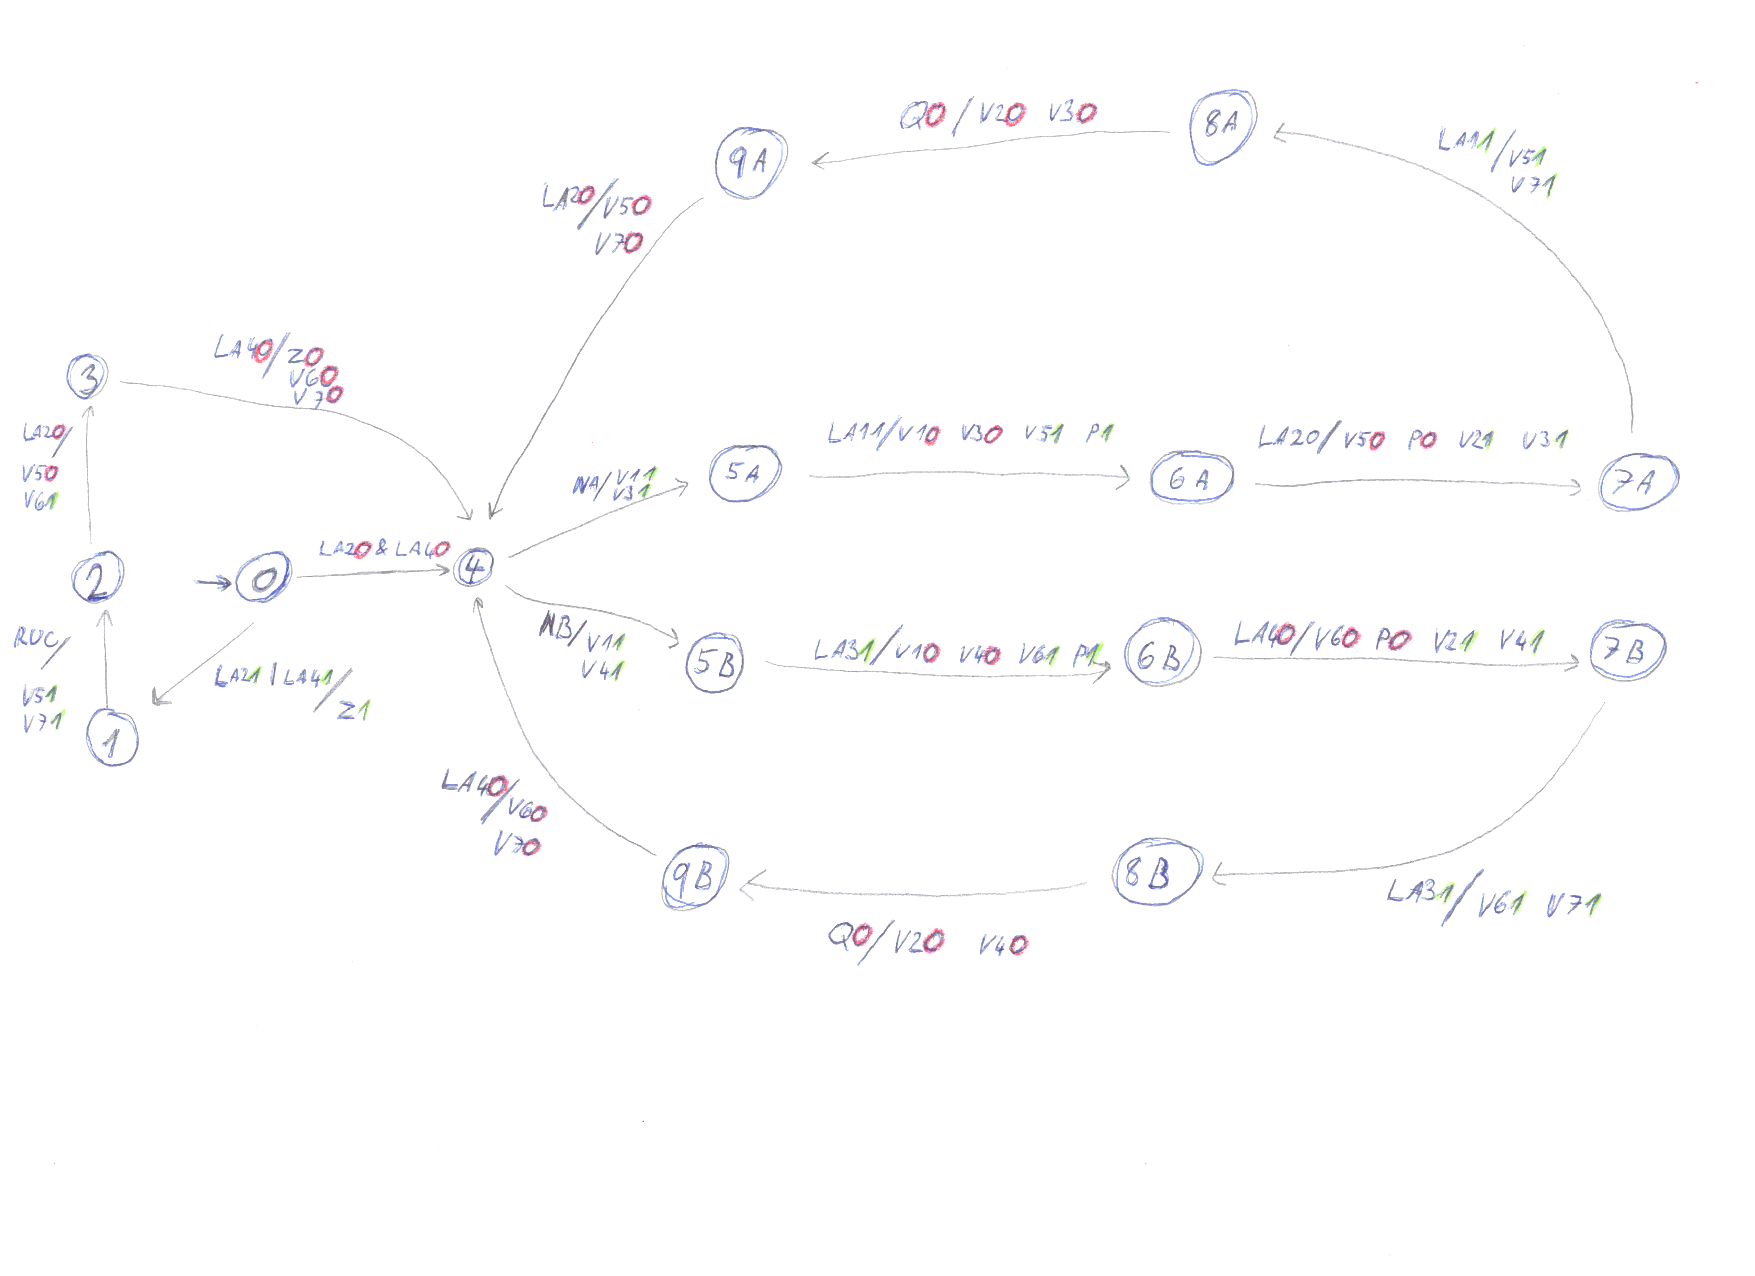 Q0/V20 V30
8A
LA11/V51
V71
9A
LA20/V50
V70
LA40/Z0
V60
V70
3
LA20/
V50
V61
LA11/V10 V30 V51 P1
LA20/V50 P0 V21 V31
NA/V11
V31
5A
6A
7A
2
0
LA20 & LA40
4
RUC/
V51
V71
LA21 | LA41/
Z1
1
NB/V11
V41
5B
LA31/V10 V40 V61 P1
6B
LA40/V60 P0 V21 V41
7B
LA40/V60
V70
9B
8B
LA31/V61 V71
Q0/V20 V40